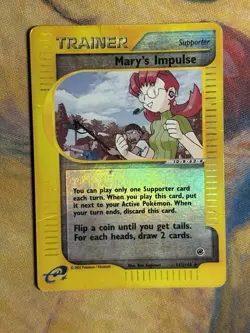 TRAINER
Supporter
Mary's Impulse
You can play only one Supporter card
each turn. When you play this card, put
it next to your Active Pokémon. When
your turn ends, discard this card.
Flip a coin until you get tails.
For each heads, draw 2 cards.
e